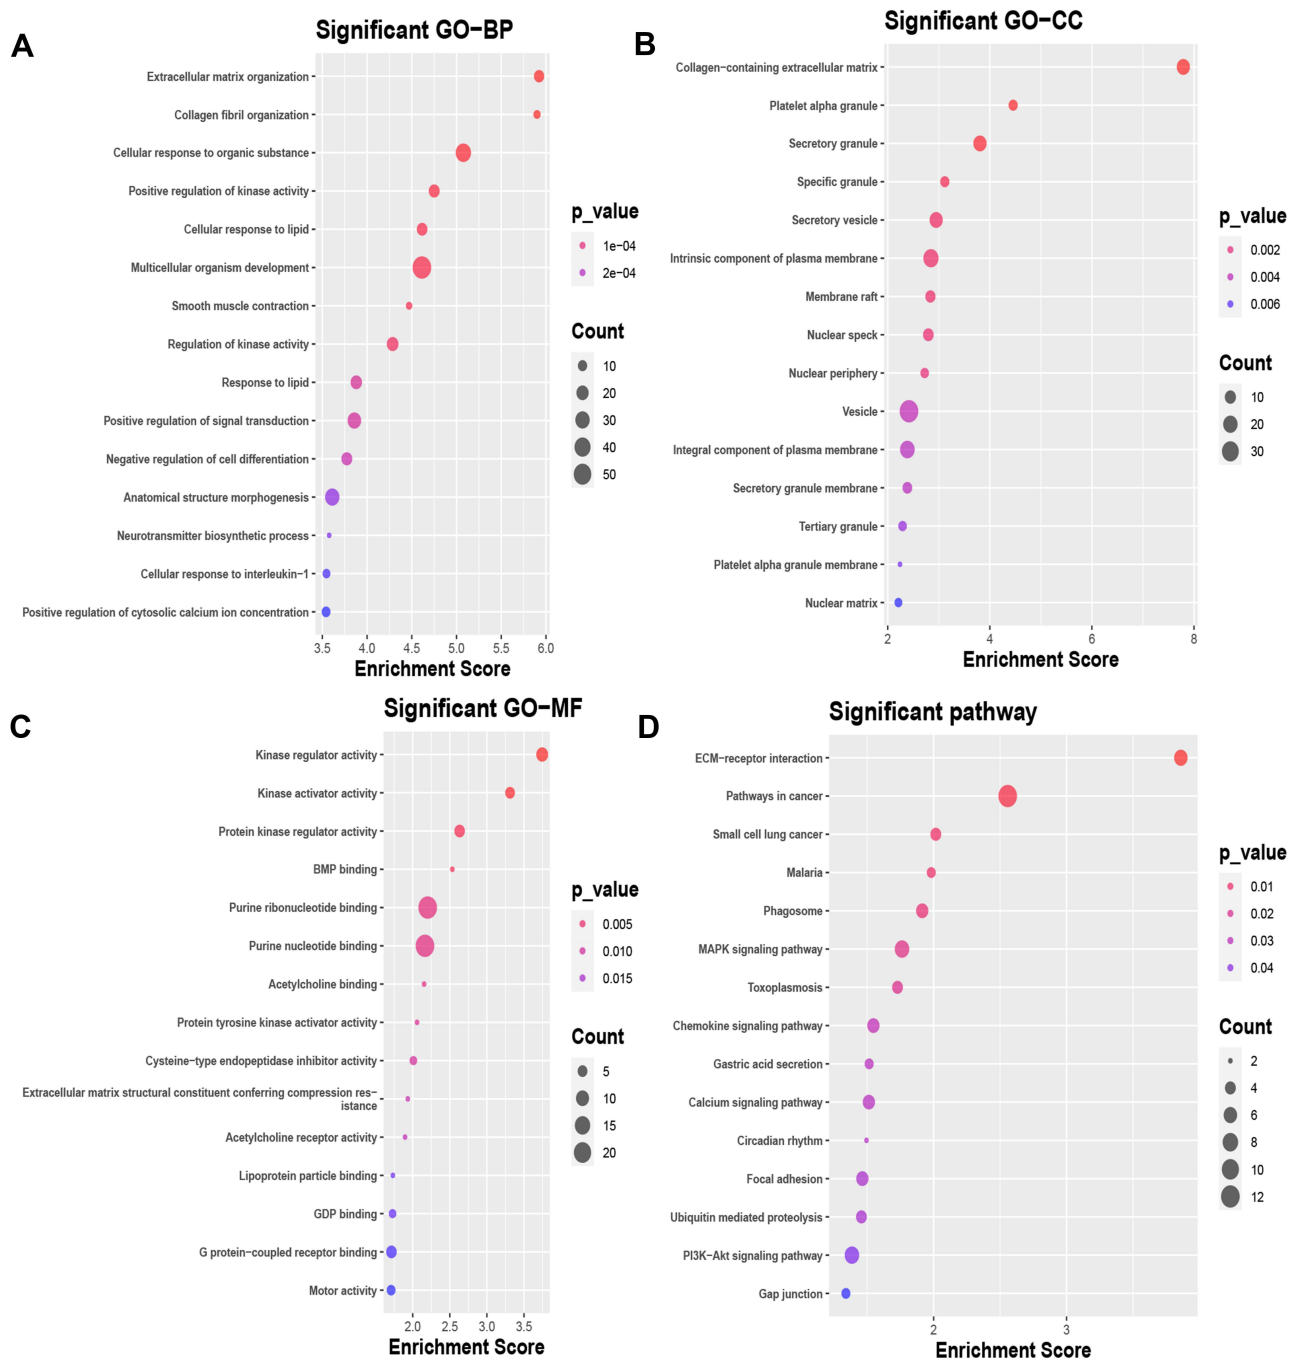 A
Significant GO−BP
Extracellular matrix organization
Collagen fibril organization
Cellular response to organic substance
Positive regulation of kinase activity
Cellular response to lipid
Multicellular organism development
Smooth muscle contraction
Regulation of kinase activity
Response to lipid
Positive regulation of signal transduction
Negative regulation of cell differentiation
Anatomical structure morphogenesis
Neurotransmitter biosynthetic process
Cellular response to interleukin−1
Positive regulation of cytosolic calcium ion concentration
3.5 4.0 4.5 5.0 5.5 6.0
Enrichment Score
p_value
1e−04
2e−04
Count
10
20
30
40
50
B
Significant GO−CC
Collagen−containing extracellular matrix
Platelet alpha granule
Secretory granule
Specific granule
Secretory vesicle
Intrinsic component of plasma membrane
Membrane raft
Nuclear speck
Nuclear periphery
Vesicle
Integral component of plasma membrane
Secretory granule membrane
Tertiary granule
Platelet alpha granule membrane
Nuclear matrix
2 4 6 8
Enrichment Score
p_value
0.002
0.004
0.006
Count
10
20
30
C
Significant GO−MF
Kinase regulator activity
Kinase activator activity
Protein kinase regulator activity
BMP binding
Purine ribonucleotide binding
Purine nucleotide binding
Acetylcholine binding
Protein tyrosine kinase activator activity
Cysteine−type endopeptidase inhibitor activity
Extracellular matrix structural constituent conferring compression res−
istance
Acetylcholine receptor activity
Lipoprotein particle binding
GDP binding
G protein−coupled receptor binding
Motor activity
2.0 2.5 3.0 3.5
Enrichment Score
p_value
0.005
0.010
0.015
Count
5
10
15
20
D
Significant pathway
ECM−receptor interaction
Pathways in cancer
Small cell lung cancer
Malaria
Phagosome
MAPK signaling pathway
Toxoplasmosis
Chemokine signaling pathway
Gastric acid secretion
Calcium signaling pathway
Circadian rhythm
Focal adhesion
Ubiquitin mediated proteolysis
PI3K−Akt signaling pathway
Gap junction
2 3
Enrichment Score
p_value
0.01
0.02
0.03
0.04
Count
2
4
6
8
10
12